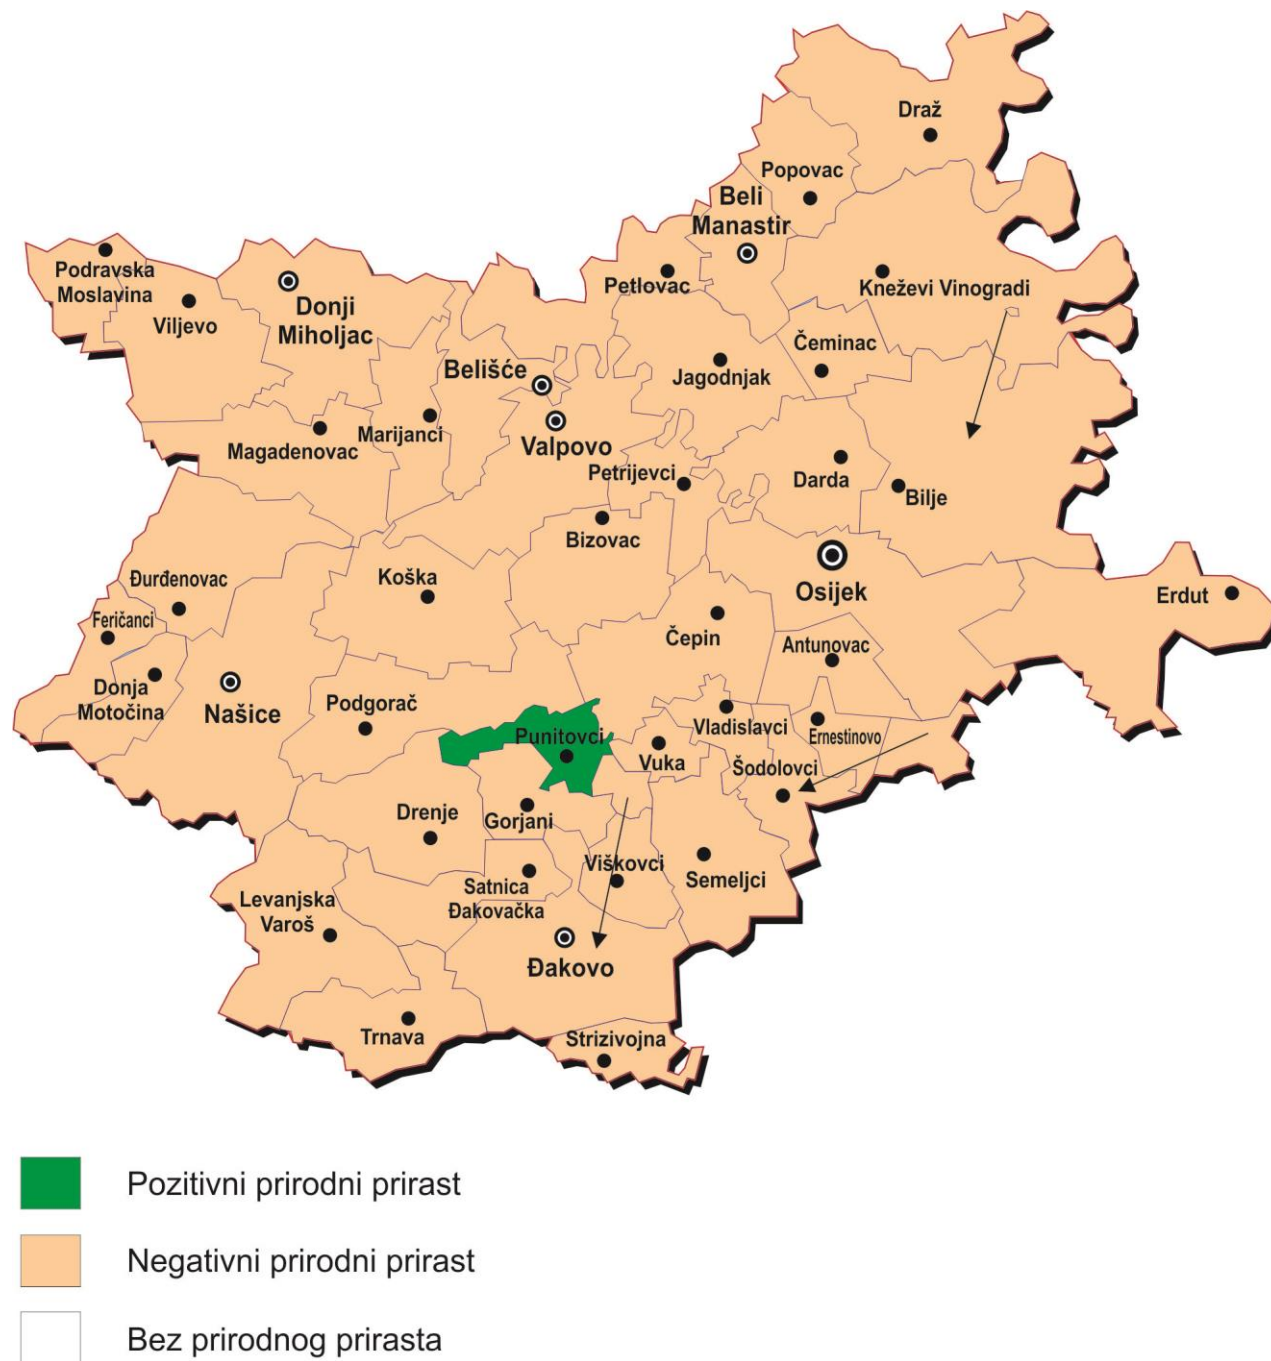 Draž
Popovac
Beli
Manastir
Podravska
Moslavina
Viljevo
Donji
Miholjac
Petlovac
Kneževi Vinogradi
Čeminac
Belišće
Jagodnjak
Marijanci
Magadenovac
Valpovo
Petrijevci
Darda
Bilje
Bizovac
Koška
Osijek
Erdut
Đurđenovac
Feričanci
Čepin
Antunovac
Donja
Motočina
Našice
Podgorač
Punitovci
Vladislavci
Ernestinovo
Vuka
Šodolovci
Drenje
Gorjani
Viškovci
Semeljci
Satnica
Đakovačka
Levanjska
Varoš
Đakovo
Trnava
Strizivojna
Pozitivni prirodni prirast
Negativni prirodni prirast
Bez prirodnog prirasta